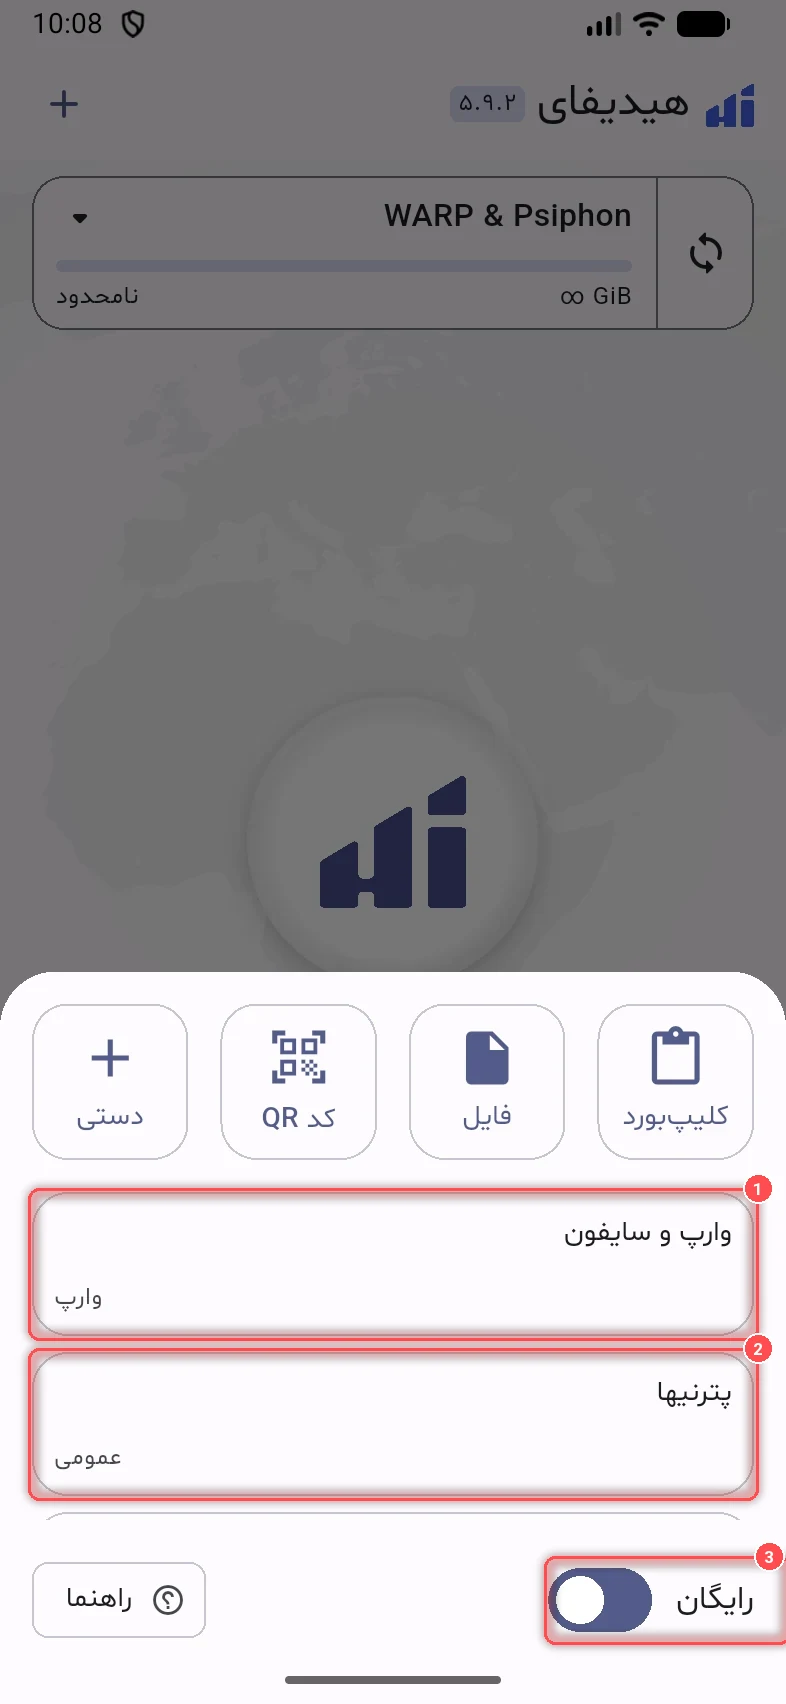 10:08
هیدیفای ۵.۹.۲
WARP & Psiphon
∞ GiB
نامحدود
کلیپ‌بورد
فایل
کد QR
دستی
1
وارپ و سایفون
وارپ
2
پترنیها
عمومی
3
رایگان
راهنما